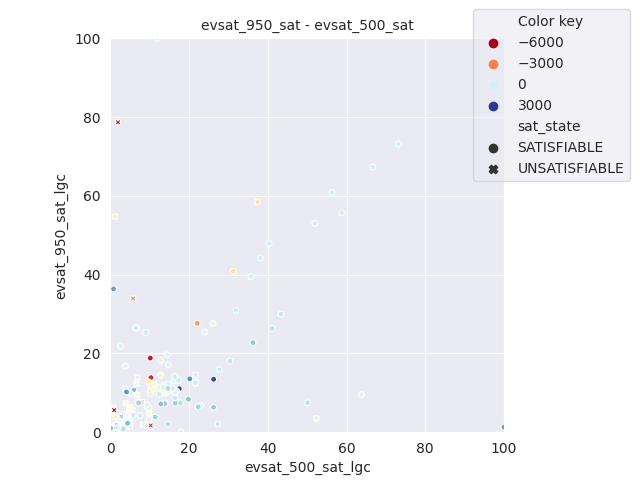 evsat_950_sat - evsat_500_sat
Color key
−6000
−3000
0
3000
sat_state
SATISFIABLE
UNSATISFIABLE
100
80
60
40
20
0
evsat_950_sat_lgc
0 20 40 60 80 100
evsat_500_sat_lgc